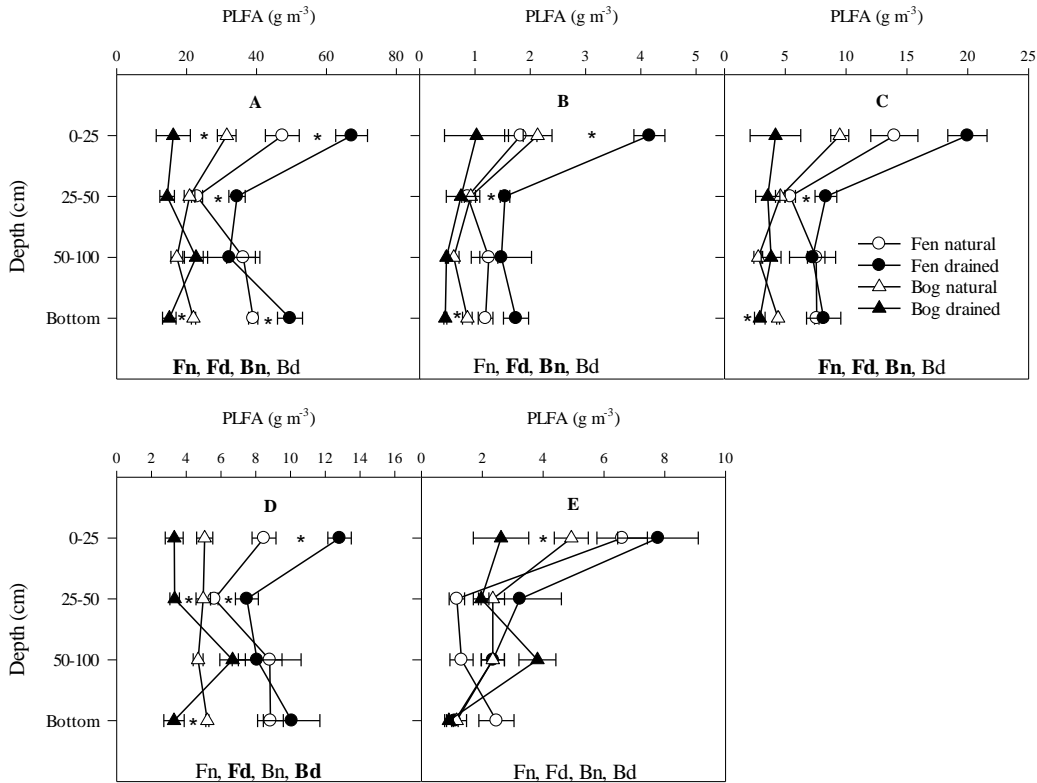 PLFA (g m-3) PLFA (g m-3) PLFA (g m-3)
0 20 40 60 80 0 1 2 3 4 5 0 5 10 15 20 25
A B C
0-25
25-50
50-100
Bottom
Depth (cm)
* * * * * * * * * *
Fen natural
Fen drained
Bog natural
Bog drained
Fn, Fd, Bn, Bd Fn, Fd, Bn, Bd Fn, Fd, Bn, Bd
PLFA (g m-3) PLFA (g m-3)
0 2 4 6 8 10 12 14 16 0 2 4 6 8 10
D E
0-25
25-50
50-100
Bottom
Depth (cm)
* * * * *
Fn, Fd, Bn, Bd Fn, Fd, Bn, Bd